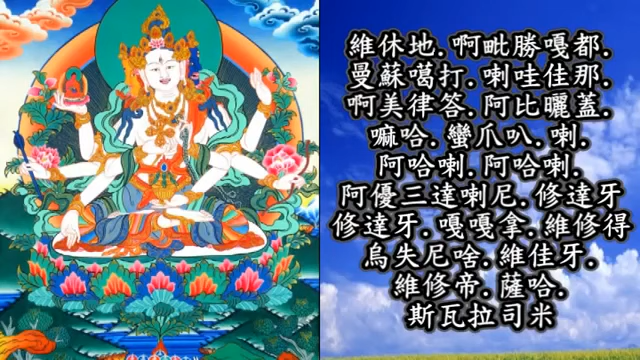 維休地.啊毗勝嘎都.
曼蘇噶打.喇哇佳那.
啊美律答.阿比曬蓋.
嘛哈.蠻爪叭.喇.
阿哈喇.阿哈喇.
阿優三達喇尼.修達牙
修達牙.嘎嘎拿.維修得
烏失尼啥.維佳牙.
維修帝.薩哈.
斯瓦拉司米